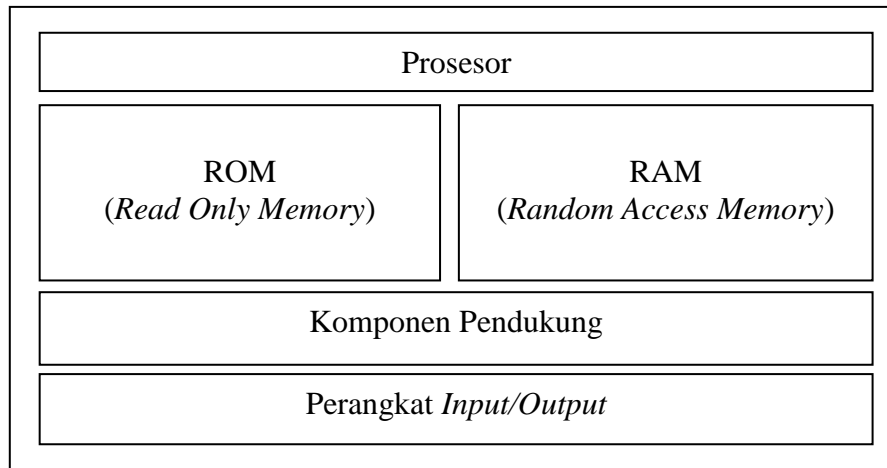 Prosesor
ROM
(Read Only Memory)
RAM
(Random Access Memory)
Komponen Pendukung
Perangkat Input/Output